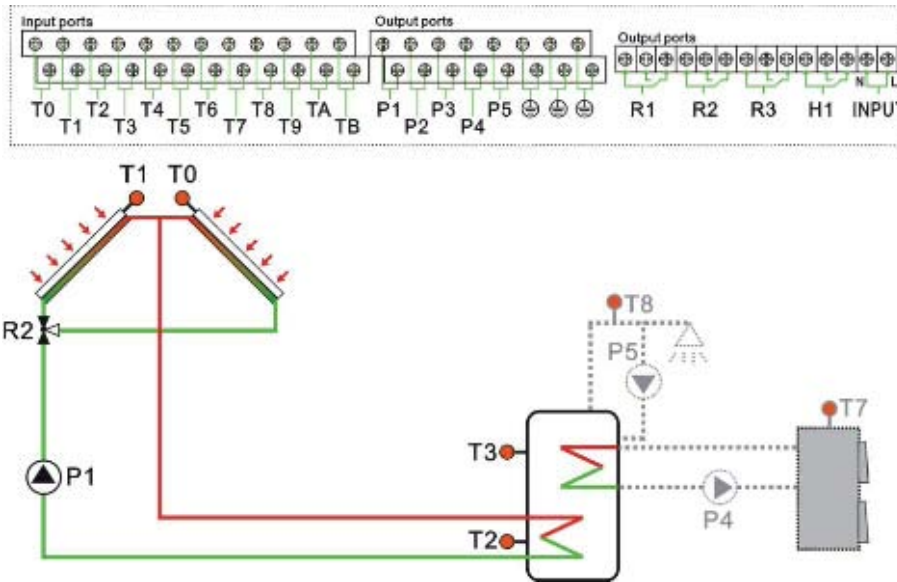 Input ports
Output ports
Output ports
T0 T2 T4 T6 T8 TA
T1 T3 T5 T7 T9 TB
P1 P3 P5
P2 P4
R1 R2 R3 H1 INPUT
N L
T1 T0
R2
T8
P5
T7
T3
P1
P4
T2